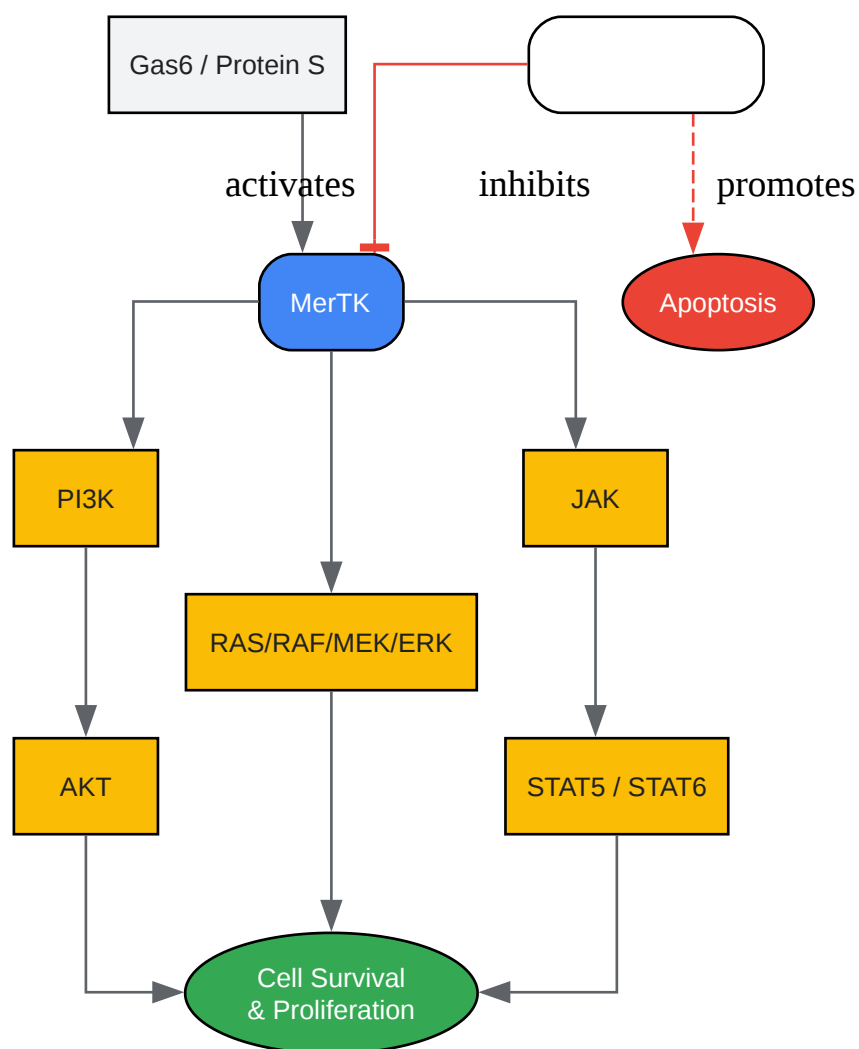 Gas6 / Protein S
activates
inhibits
promotes
MerTK
Apoptosis
PI3K
JAK
RAS/RAF/MEK/ERK
AKT
STAT5 / STAT6
Cell Survival
& Proliferation